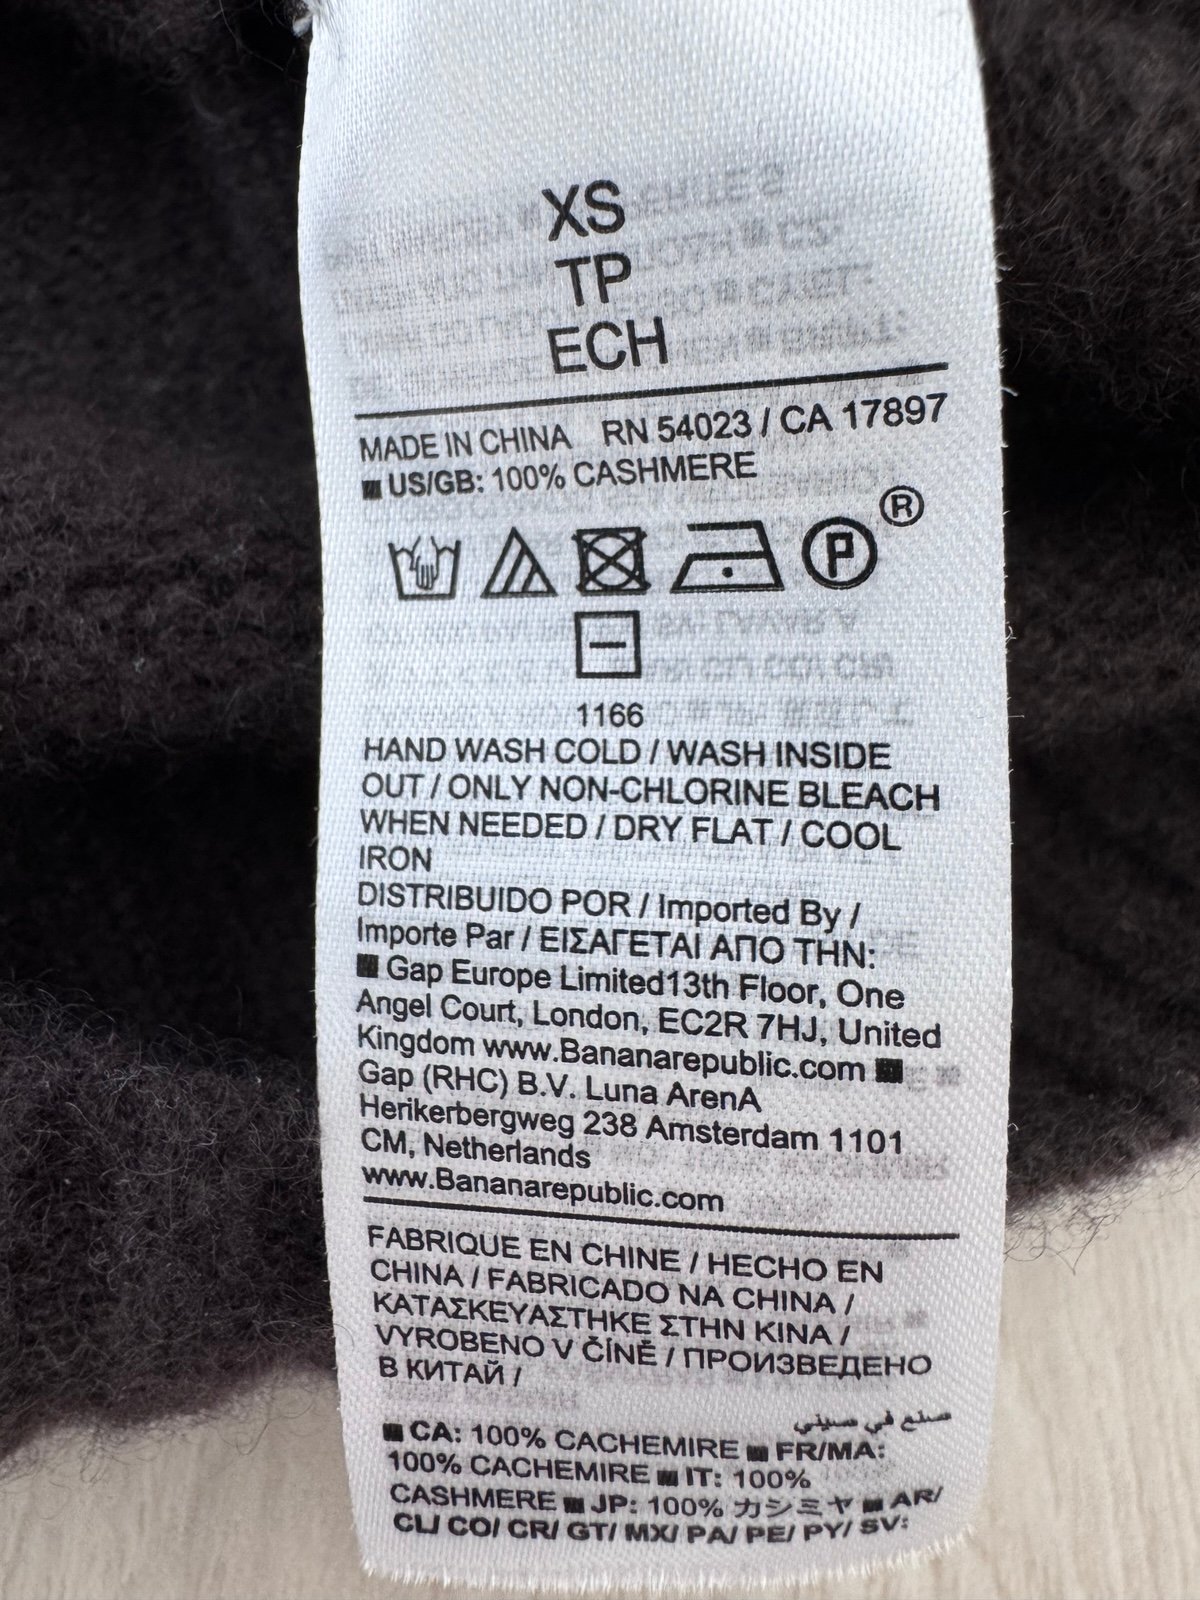 XS
TP
ECH
MADE IN CHINA RN 54023 / CA 17897
US/GB: 100% CASHMERE
P ®
1166
HAND WASH COLD / WASH INSIDE
OUT / ONLY NON-CHLORINE BLEACH
WHEN NEEDED / DRY FLAT / COOL
IRON
DISTRIBUIDO POR / Imported By /
Importe Par / ΕΙΣΑΓΕΤΑΙ ΑΠΟ ΤΗΝ:
■ Gap Europe Limited13th Floor, One
Angel Court, London, EC2R 7HJ, United
Kingdom www.Bananarepublic.com ■
Gap (RHC) B.V. Luna ArenA
Herikerbergweg 238 Amsterdam 1101
CM, Netherlands
www.Bananarepublic.com
FABRIQUE EN CHINE / HECHO EN
CHINA / FABRICADO NA CHINA /
ΚΑΤΑΣΚΕΥΑΣΤΗΚΕ ΣΤΗΝ ΚΙΝΑ /
VYROBENO V ČÍNĚ / ПРОИЗВЕДЕНО
В КИТАЙ /
صنع في صيني
■ CA: 100% CACHEMIRE ■ FR/MA:
100% CACHEMIRE ■ IT: 100%
CASHMERE ■ JP: 100% カシミヤ ■ AR/
CL/ CO/ CR/ GT/ MX/ PA/ PE/ PY/ SV: